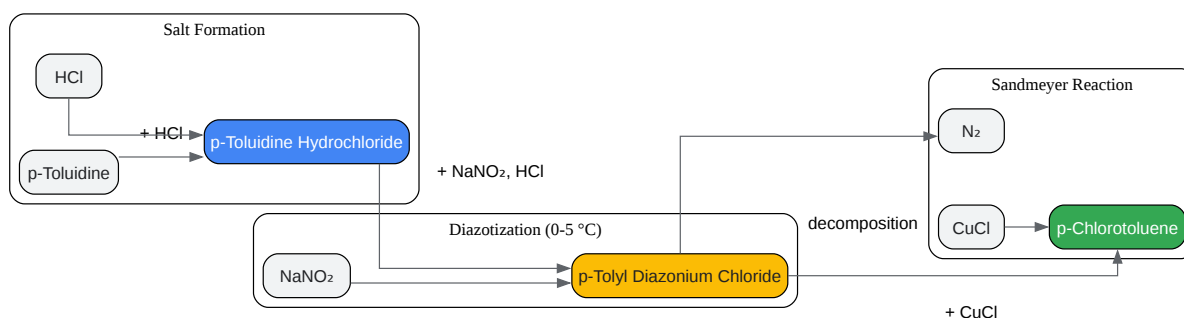 Salt Formation
HCl
+ HCl
p-Toluidine Hydrochloride
p-Toluidine
+ NaNO₂, HCl
Diazotization (0-5 °C)
NaNO₂
p-Tolyl Diazonium Chloride
decomposition
Sandmeyer Reaction
N₂
CuCl
p-Chlorotoluene
+ CuCl